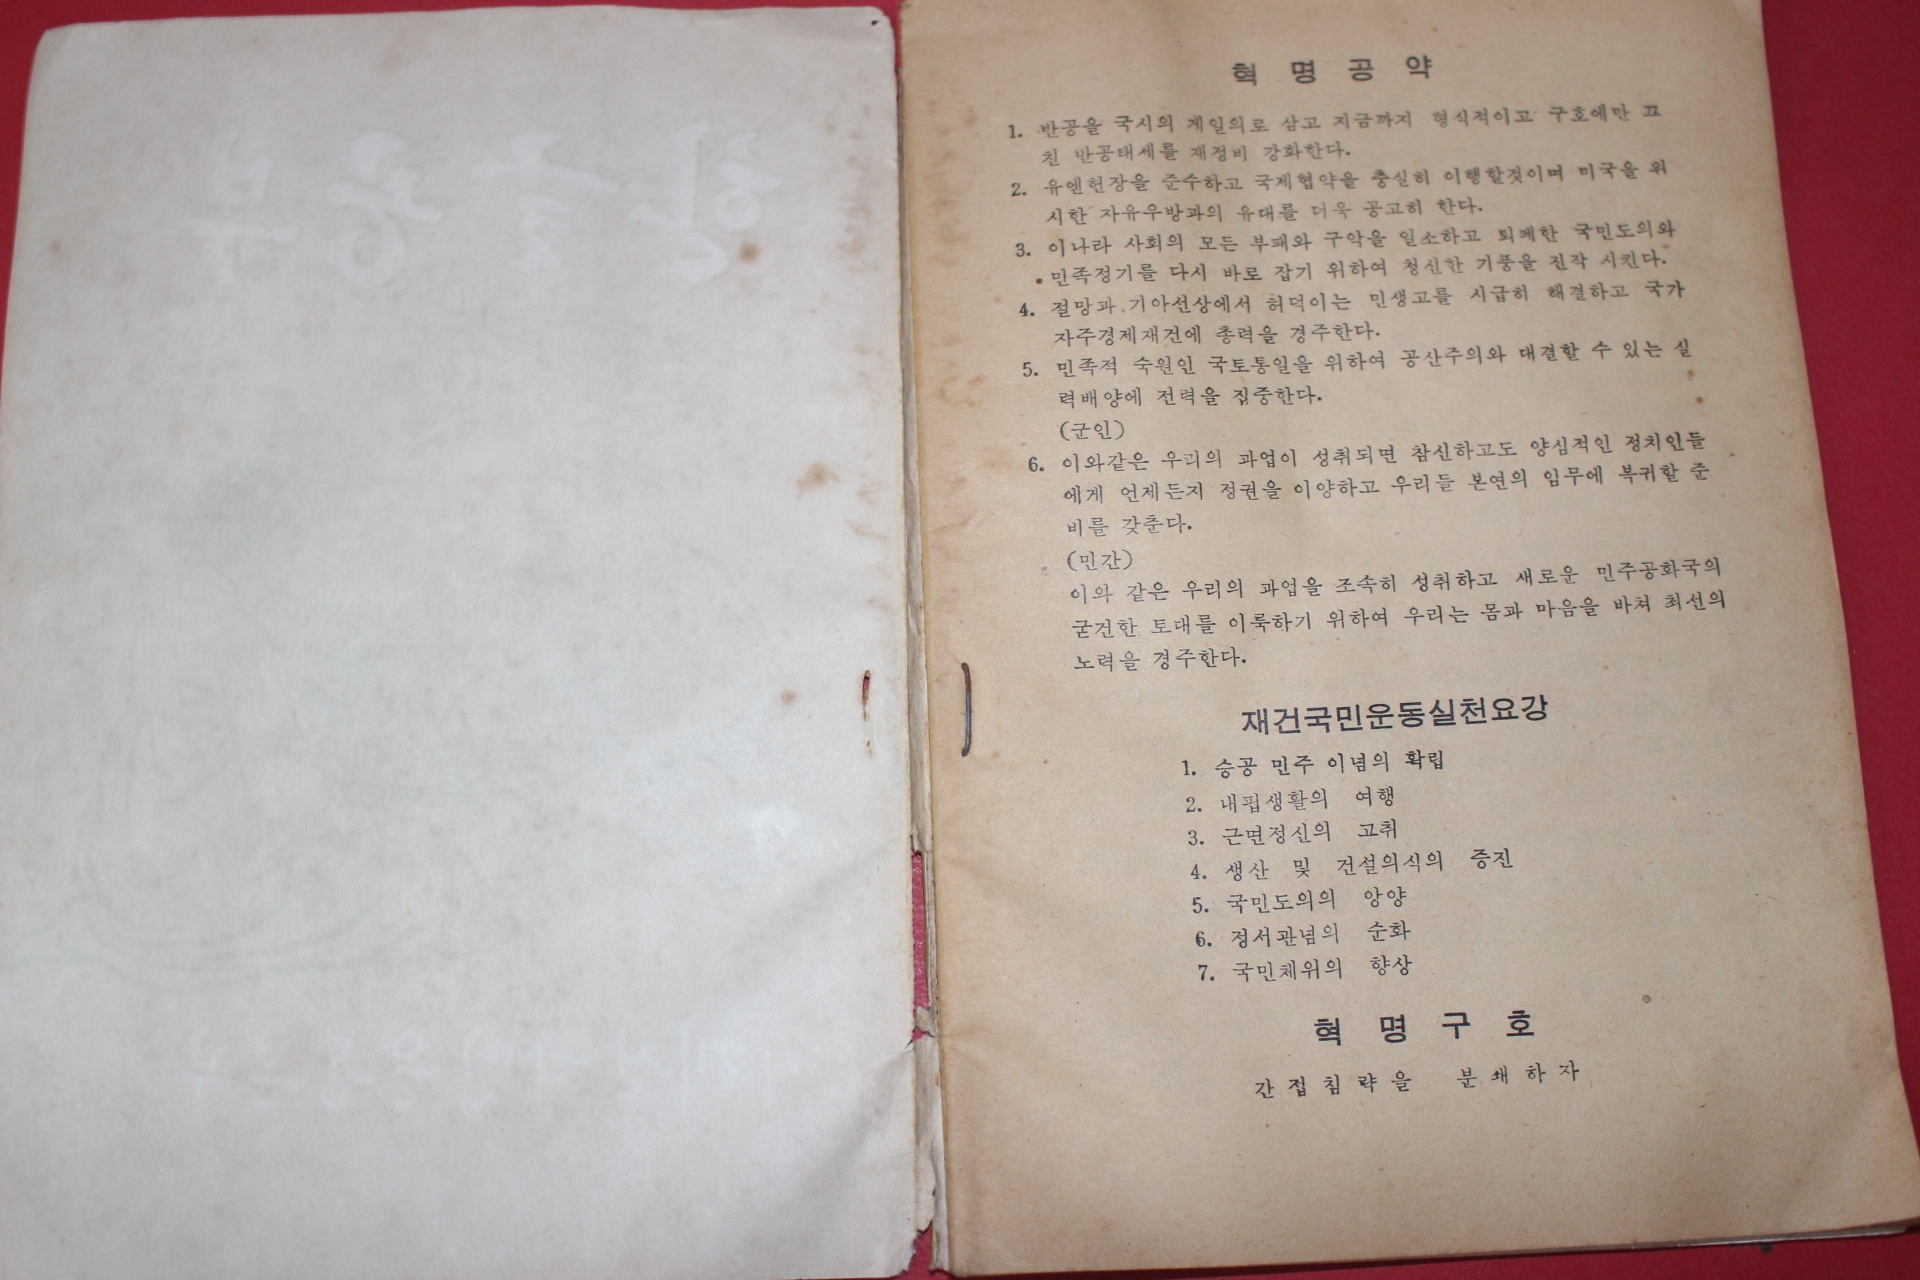 혁 명 공 약
1. 반공을 국시의 제일의로 삼고 지금까지 형식적이고 구호에만 끄
친 반공태세를 재정비 강화한다.
2. 유엔헌장을 준수하고 국제협약을 충실히 이행할것이며 미국을 위
시한 자유우방과의 유대를 더욱 공고히 한다.
3. 이나라 사회의 모든 부패와 구악을 일소하고 퇴폐한 국민도의와
민족정기를 다시 바로 잡기 위하여 청신한 기풍을 진작 시킨다.
4. 절망과 기아선상에서 허덕이는 민생고를 시급히 해결하고 국가
자주경제재건에 총력을 경주한다.
5. 민족적 숙원인 국토통일을 위하여 공산주의와 대결할 수 있는 실
력배양에 전력을 집중한다.
(군인)
6. 이와같은 우리의 과업이 성취되면 참신하고도 양심적인 정치인들
에게 언제든지 정권을 이양하고 우리들 본연의 임무에 복귀할 준
비를 갖춘다.
(민간)
이와 같은 우리의 과업을 조속히 성취하고 새로운 민주공화국의
굳건한 토대를 이룩하기 위하여 우리는 몸과 마음을 바쳐 최선의
노력을 경주한다.
재건국민운동실천요강
1. 승공 민주 이념의 확립
2. 내핍생활의 여행
3. 근면정신의 고취
4. 생산 및 건설의식의 증진
5. 국민도의의 앙양
6. 정서관념의 순화
7. 국민체위의 향상
혁 명 구 호
간접침략을 분쇄하자